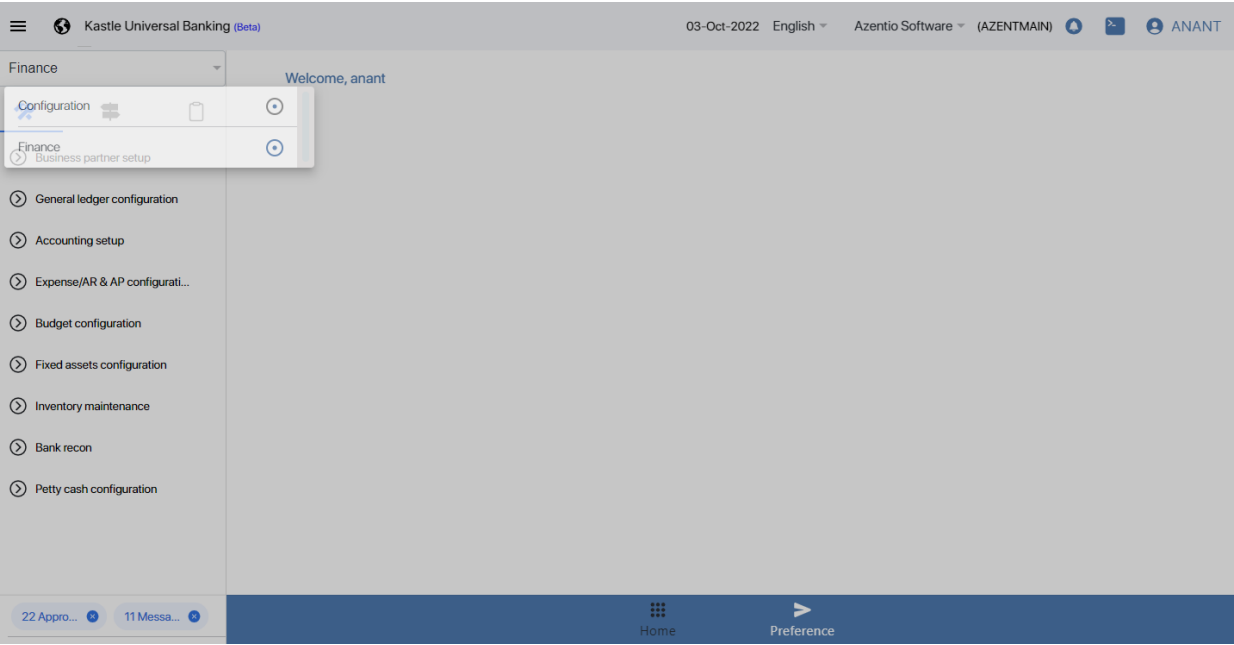 Kastle Universal Banking (Beta)
03-Oct-2022 English Azentio Software (AZENTMAIN) ANANT
Finance
Welcome, anant
Configuration
Finance
Business partner setup
General ledger configuration
Accounting setup
Expense/AR & AP configurati...
Budget configuration
Fixed assets configuration
Inventory maintenance
Bank recon
Petty cash configuration
22 Appro... 11 Messa...
Home Preference